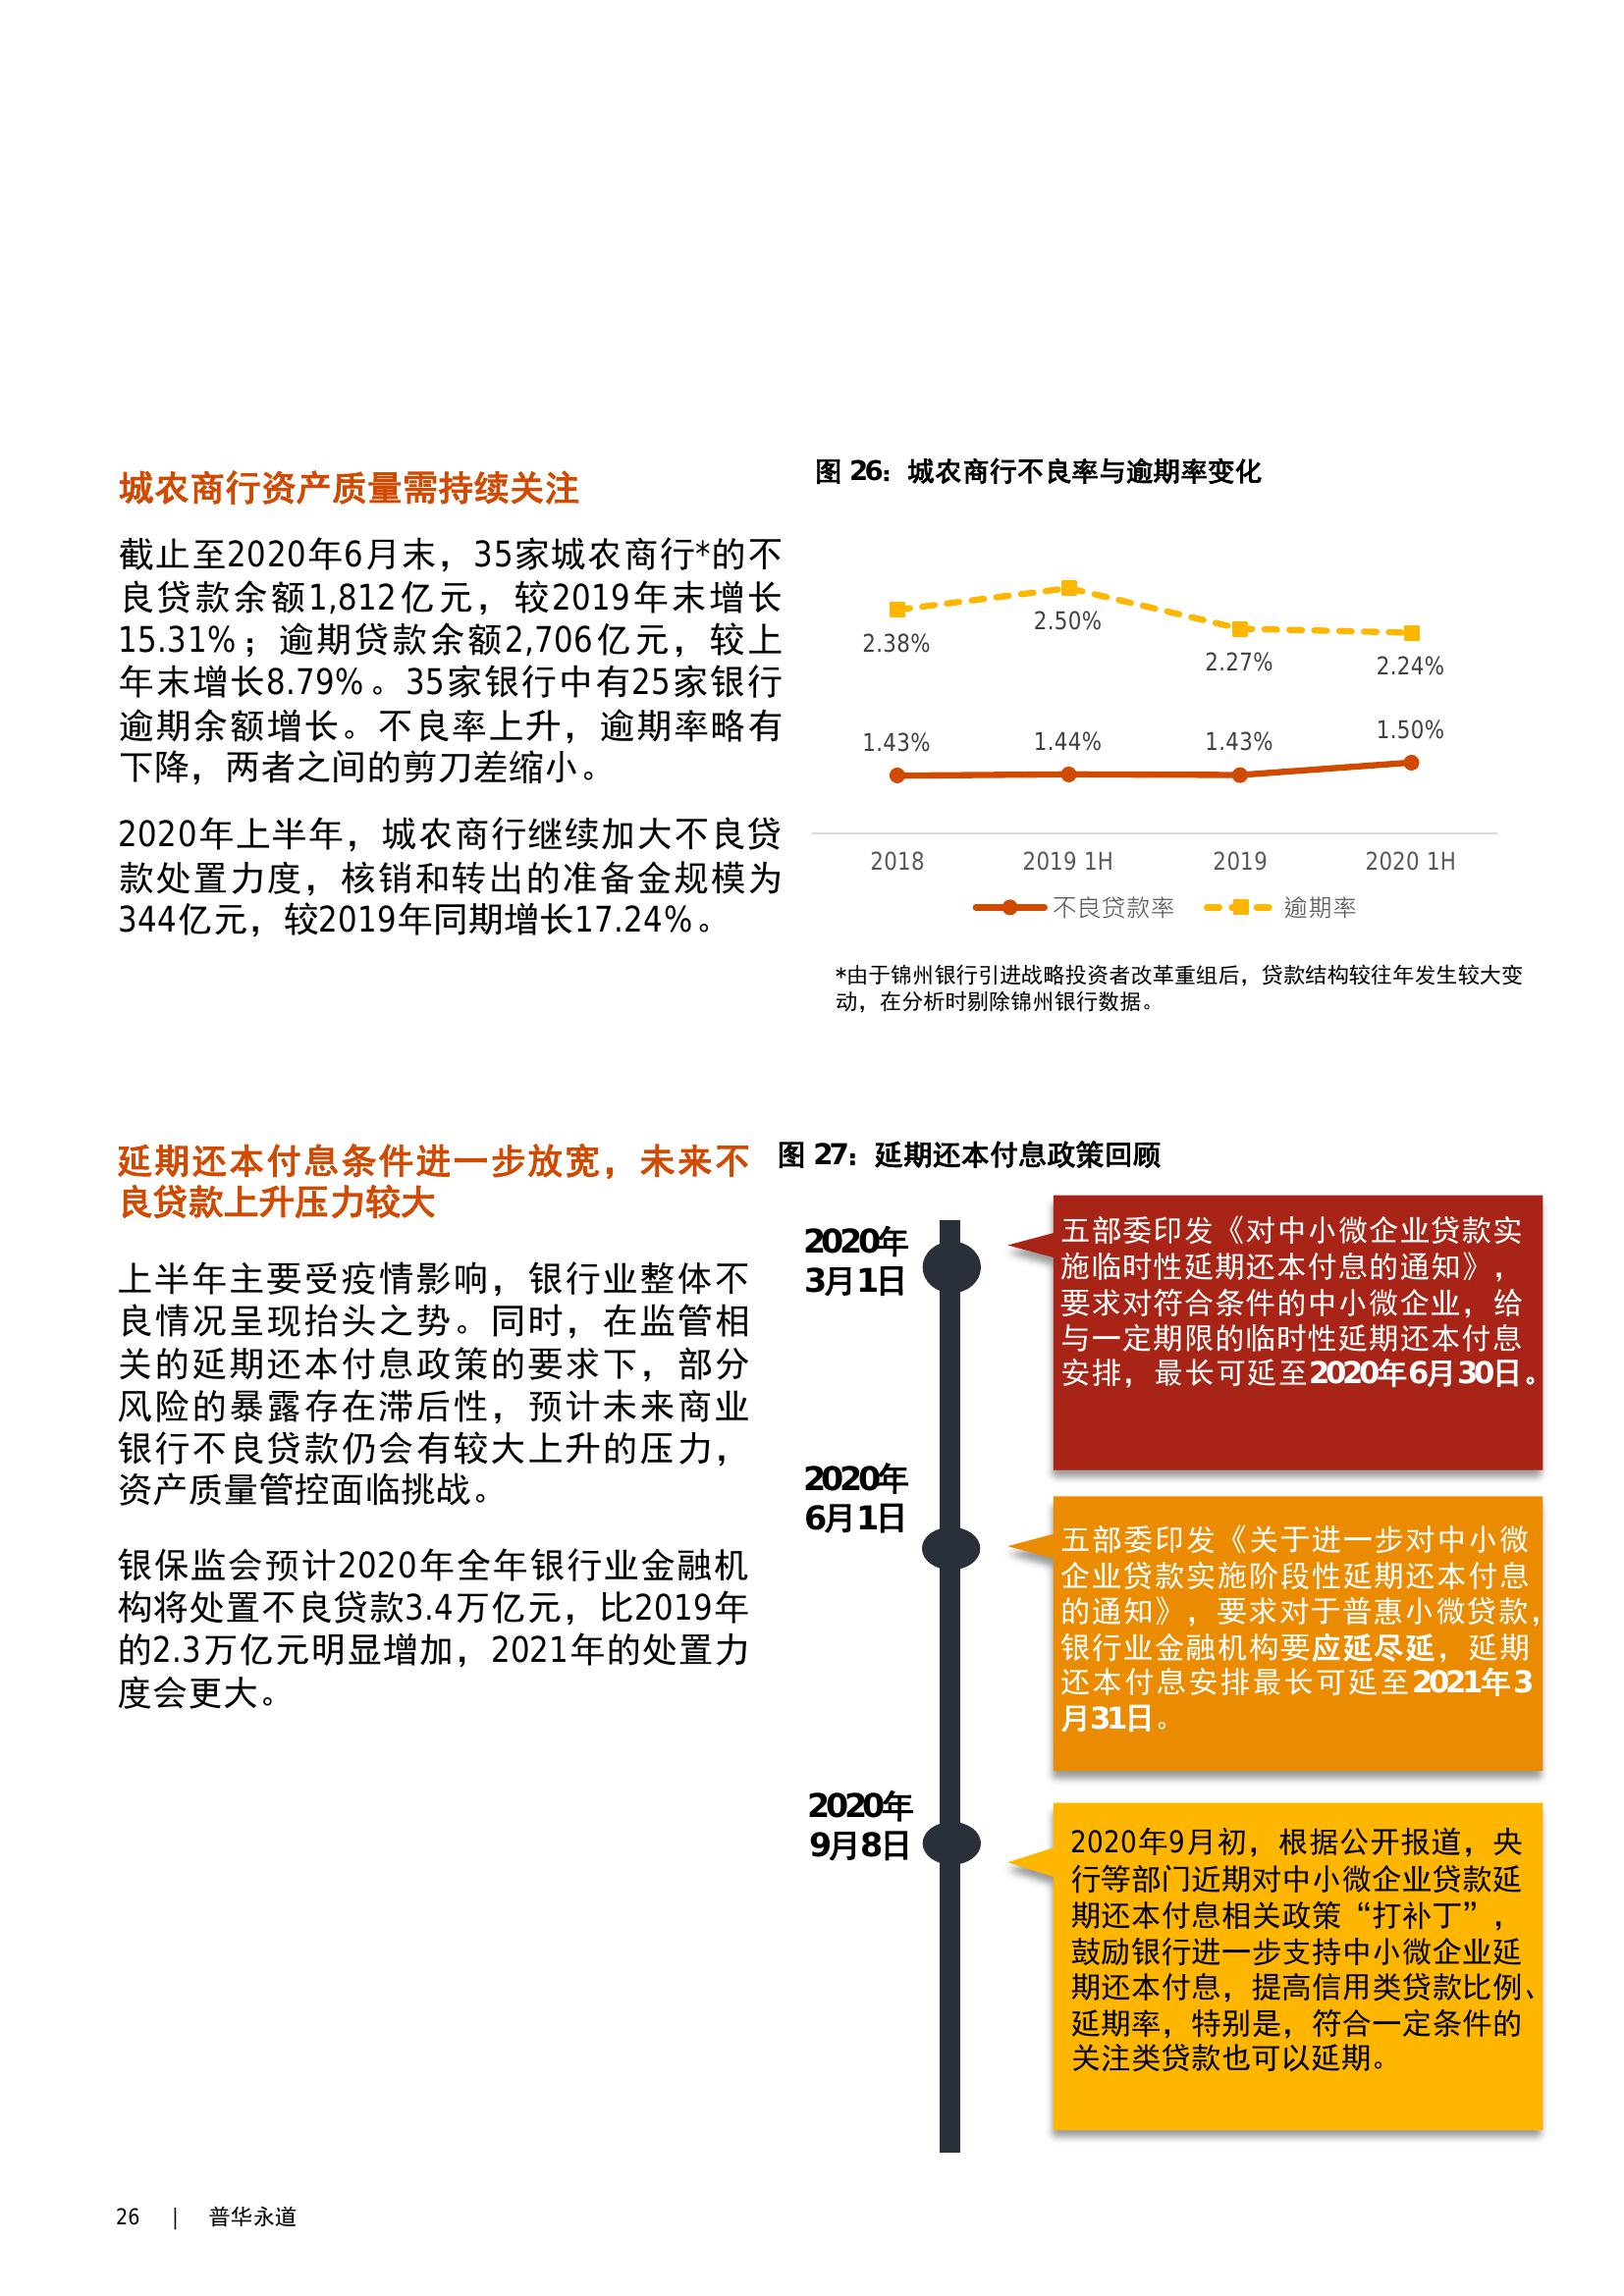 城农商行资产质量需持续关注
截止至2020年6月末，35家城农商行*的不
良贷款余额1,812亿元，较2019年末增长
15.31%；逾期贷款余额2,706亿元，较上
年末增长8.79%。35家银行中有25家银行
逾期余额增长。不良率上升，逾期率略有
下降，两者之间的剪刀差缩小。
2020年上半年，城农商行继续加大不良贷
款处置力度，核销和转出的准备金规模为
344亿元，较2019年同期增长17.24%。
图 26：城农商行不良率与逾期率变化
2.38%
2.50%
2.27%
2.24%
1.43%
1.44%
1.43%
1.50%
2018
2019 1H
2019
2020 1H
不良贷款率
逾期率
*由于锦州银行引进战略投资者改革重组后，贷款结构较往年发生较大变
动，在分析时剔除锦州银行数据。
延期还本付息条件进一步放宽，未来不
良贷款上升压力较大
上半年主要受疫情影响，银行业整体不
良情况呈现抬头之势。同时，在监管相
关的延期还本付息政策的要求下，部分
风险的暴露存在滞后性，预计未来商业
银行不良贷款仍会有较大上升的压力，
资产质量管控面临挑战。
银保监会预计2020年全年银行业金融机
构将处置不良贷款3.4万亿元，比2019年
的2.3万亿元明显增加，2021年的处置力
度会更大。
图 27：延期还本付息政策回顾
2020年
3月1日
五部委印发《对中小微企业贷款实
施临时性延期还本付息的通知》，
要求对符合条件的中小微企业，给
与一定期限的临时性延期还本付息
安排，最长可延至2020年6月30日。
2020年
6月1日
五部委印发《关于进一步对中小微
企业贷款实施阶段性延期还本付息
的通知》，要求对于普惠小微贷款，
银行业金融机构要应延尽延，延期
还本付息安排最长可延至2021年3
月31日。
2020年
9月8日
2020年9月初，根据公开报道，央
行等部门近期对中小微企业贷款延
期还本付息相关政策“打补丁”，
鼓励银行进一步支持中小微企业延
期还本付息，提高信用类贷款比例、
延期率，特别是，符合一定条件的
关注类贷款也可以延期。
26 | 普华永道